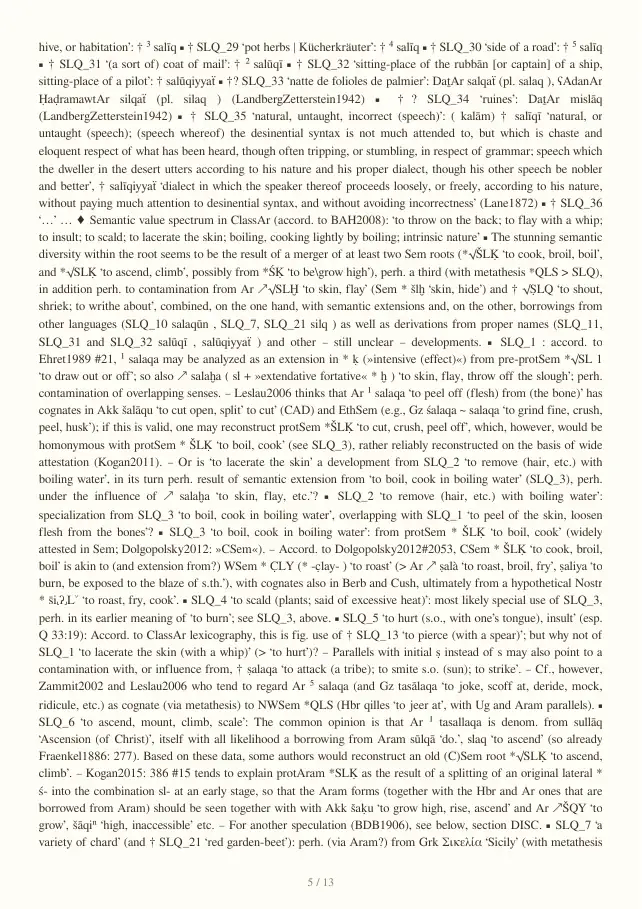 hive, or habitation’: † ³ salīq ▪ † SLQ_29 ‘pot herbs | Kücherkräuter’: † ⁴ salīq ▪ † SLQ_30 ‘side of a road’: † ⁵ salīq
▪ † SLQ_31 ‘(a sort of) coat of mail’: † ² salūqī ▪ † SLQ_32 ‘sitting-place of the rubbān [or captain] of a ship,
sitting-place of a pilot’: † salūqiyyaẗ ▪ †? SLQ_33 ‘natte de folioles de palmier’: DaṯAr salqaẗ (pl. salaq ), ʕAdanAr
ḤaḍramawtAr silqaẗ (pl. silaq ) (LandbergZetterstein1942) ▪ † ? SLQ_34 ‘ruines’: DaṯAr mislāq
(LandbergZetterstein1942) ▪ † SLQ_35 ‘natural, untaught, incorrect (speech)’: ( kalām) † salīqī ‘natural, or
untaught (speech); (speech whereof) the desinential syntax is not much attended to, but which is chaste and
eloquent respect of what has been heard, though often tripping, or stumbling, in respect of grammar; speech which
the dweller in the desert utters according to his nature and his proper dialect, though his other speech be nobler
and better’, † salīqiyyaẗ ‘dialect in which the speaker thereof proceeds loosely, or freely, according to his nature,
without paying much attention to desinential syntax, and without avoiding incorrectness’ (Lane1872) ▪ † SLQ_36
‘…’ … ♦ Semantic value spectrum in ClassAr (accord. to BAH2008): ‘to throw on the back; to flay with a whip;
to insult; to scald; to lacerate the skin; boiling, cooking lightly by boiling; intrinsic nature’ ▪ The stunning semantic
diversity within the root seems to be the result of a merger of at least two Sem roots (*√ŠLḲ ‘to cook, broil, boil’,
and *√SLḲ ‘to ascend, climb’, possibly from *ŚḲ ‘to be\grow high’), perh. a third (with metathesis *QLS > SLQ),
in addition perh. to contamination from Ar ↗√SLḪ ‘to skin, flay’ (Sem * šlḫ ‘skin, hide’) and † √ṢLQ ‘to shout,
shriek; to writhe about’, combined, on the one hand, with semantic extensions and, on the other, borrowings from
other languages (SLQ_10 salaqūn , SLQ_7, SLQ_21 silq ) as well as derivations from proper names (SLQ_11,
SLQ_31 and SLQ_32 salūqī , salūqiyyaẗ ) and other – still unclear – developments. ▪ SLQ_1 : accord. to
Ehret1989 #21, ¹ salaqa may be analyzed as an extension in * ḳ (»intensive (effect)«) from pre-protSem *√SL 1
‘to draw out or off’; so also ↗ salaḫa ( sl + »extendative fortative« * ḫ ) ‘to skin, flay, throw off the slough’; perh.
contamination of overlapping senses. – Leslau2006 thinks that Ar ¹ salaqa ‘to peel off (flesh) from (the bone)’ has
cognates in Akk šalāqu ‘to cut open, split’ to cut’ (CAD) and EthSem (e.g., Gz śalaqa ~ salaqa ‘to grind fine, crush,
peel, husk’); if this is valid, one may reconstruct protSem *ŠLḲ ‘to cut, crush, peel off’, which, however, would be
homonymous with protSem * ŠLḲ ‘to boil, cook’ (see SLQ_3), rather reliably reconstructed on the basis of wide
attestation (Kogan2011). – Or is ‘to lacerate the skin’ a development from SLQ_2 ‘to remove (hair, etc.) with
boiling water’, in its turn perh. result of semantic extension from ‘to boil, cook in boiling water’ (SLQ_3), perh.
under the influence of ↗ salaḫa ‘to skin, flay, etc.’? ▪ SLQ_2 ‘to remove (hair, etc.) with boiling water’:
specialization from SLQ_3 ‘to boil, cook in boiling water’, overlapping with SLQ_1 ‘to peel of the skin, loosen
flesh from the bones’? ▪ SLQ_3 ‘to boil, cook in boiling water’: from protSem * ŠLḲ ‘to boil, cook’ (widely
attested in Sem; Dolgopolsky2012: »CSem«). – Accord. to Dolgopolsky2012#2053, CSem * ŠLḲ ‘to cook, broil,
boil’ is akin to (and extension from?) WSem * ÇLY (* -çlay- ) ‘to roast’ (> Ar ↗ ṣalà ‘to roast, broil, fry’, ṣaliya ‘to
burn, be exposed to the blaze of s.th.’), with cognates also in Berb and Cush, ultimately from a hypothetical Nostr
‘to roast, fry, cook’. ▪ SLQ_4 ‘to scald (plants; said of excessive heat)’: most likely special use of SLQ_3,
perh. in its earlier meaning of ‘to burn’; see SLQ_3, above. ▪ SLQ_5 ‘to hurt (s.o., with one’s tongue), insult’ (esp.
Q 33:19): Accord. to ClassAr lexicography, this is fig. use of † SLQ_13 ‘to pierce (with a spear)’; but why not of
SLQ_1 ‘to lacerate the skin (with a whip)’ (> ‘to hurt’)? – Parallels with initial ṣ instead of s may also point to a
contamination with, or influence from, † ṣalaqa ‘to attack (a tribe); to smite s.o. (sun); to strike’. – Cf., however,
Zammit2002 and Leslau2006 who tend to regard Ar ⁵ salaqa (and Gz tasālaqa ‘to joke, scoff at, deride, mock,
ridicule, etc.) as cognate (via metathesis) to NWSem *QLS (Hbr qilles ‘to jeer at’, with Ug and Aram parallels). ▪
SLQ_6 ‘to ascend, mount, climb, scale’: The common opinion is that Ar ¹ tasallaqa is denom. from sullāq
‘Ascension (of Christ)’, itself with all likelihood a borrowing from Aram sūlqā ‘do.’, slaq ‘to ascend’ (so already
Fraenkel1886: 277). Based on these data, some authors would reconstruct an old (C)Sem root *√SLḲ ‘to ascend,
climb’. – Kogan2015: 386 #15 tends to explain protAram *SLḲ as the result of a splitting of an original lateral *
ś- into the combination sl- at an early stage, so that the Aram forms (together with the Hbr and Ar ones that are
borrowed from Aram) should be seen together with with Akk šaḳu ‘to grow high, rise, ascend’ and Ar ↗ŠQY ‘to
grow’, šāqiⁿ ‘high, inaccessible’ etc. – For another speculation (BDB1906), see below, section DISC. ▪ SLQ_7 ‘a
variety of chard’ (and † SLQ_21 ‘red garden-beet’): perh. (via Aram?) from Grk Σικελία ‘Sicily’ (with metathesis
5 / 13